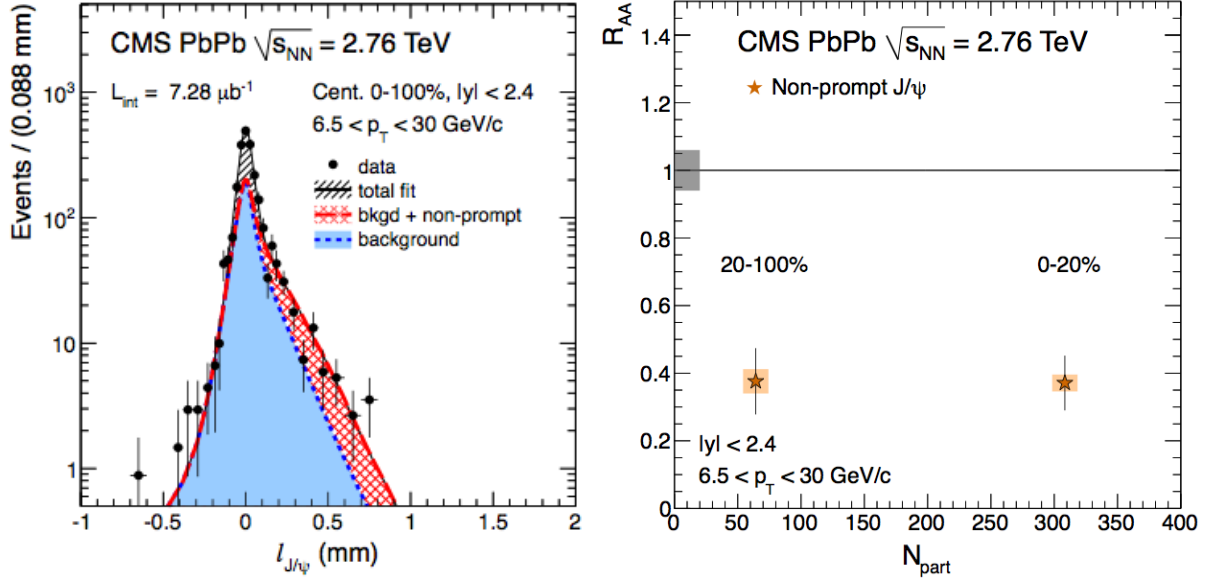 CMS PbPb √sNN = 2.76 TeV
Lint = 7.28 μb-1
Cent. 0-100%, |y| < 2.4
6.5 < pT < 30 GeV/c
data
total fit
bkgd + non-prompt
background
Events / (0.088 mm)
10³
10²
10
1
-1 -0.5 0 0.5 1 1.5 2
lJ/ψ (mm)
RAA
CMS PbPb √sNN = 2.76 TeV
Non-prompt J/ψ
20-100%
0-20%
|y| < 2.4
6.5 < pT < 30 GeV/c
1.4
1.2
1
0.8
0.6
0.4
0.2
0
0 50 100 150 200 250 300 350 400
Npart